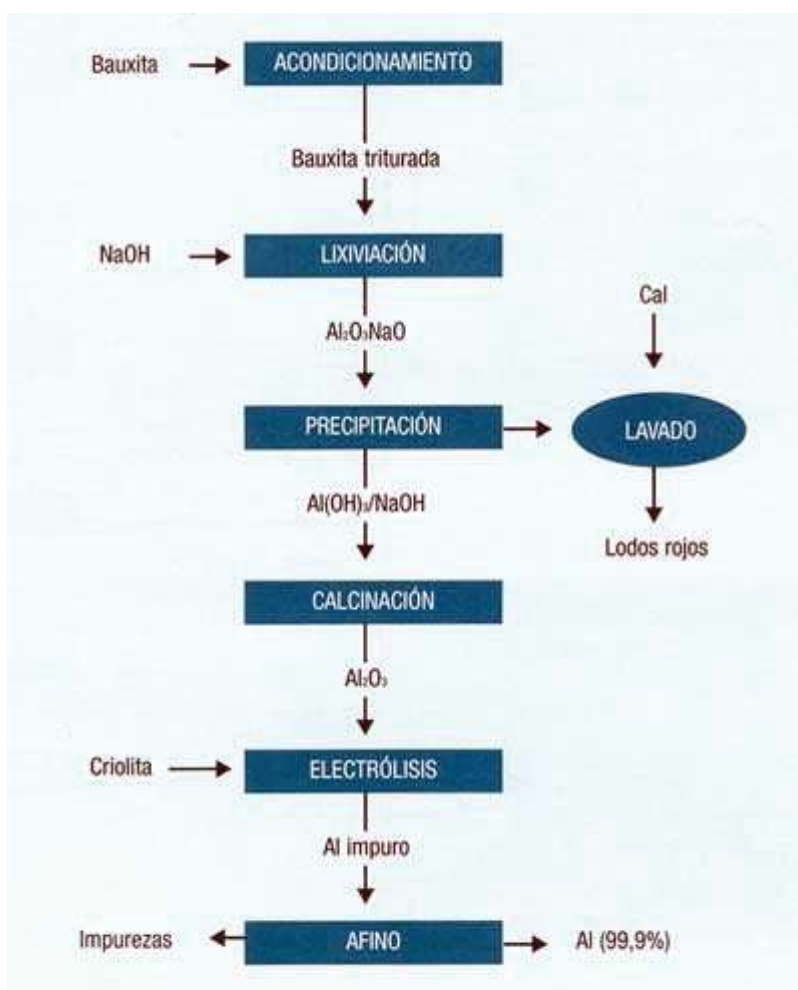 Bauxita
ACONDICIONAMIENTO
Bauxita triturada
NaOH
LIXIVIACIÓN
Cal
Al₂O₃NaO
PRECIPITACIÓN
LAVADO
Al(OH)₃/NaOH
Lodos rojos
CALCINACIÓN
Al₂O₃
Criolita
ELECTRÓLISIS
Al impuro
Impurezas
AFINO
Al (99,9%)